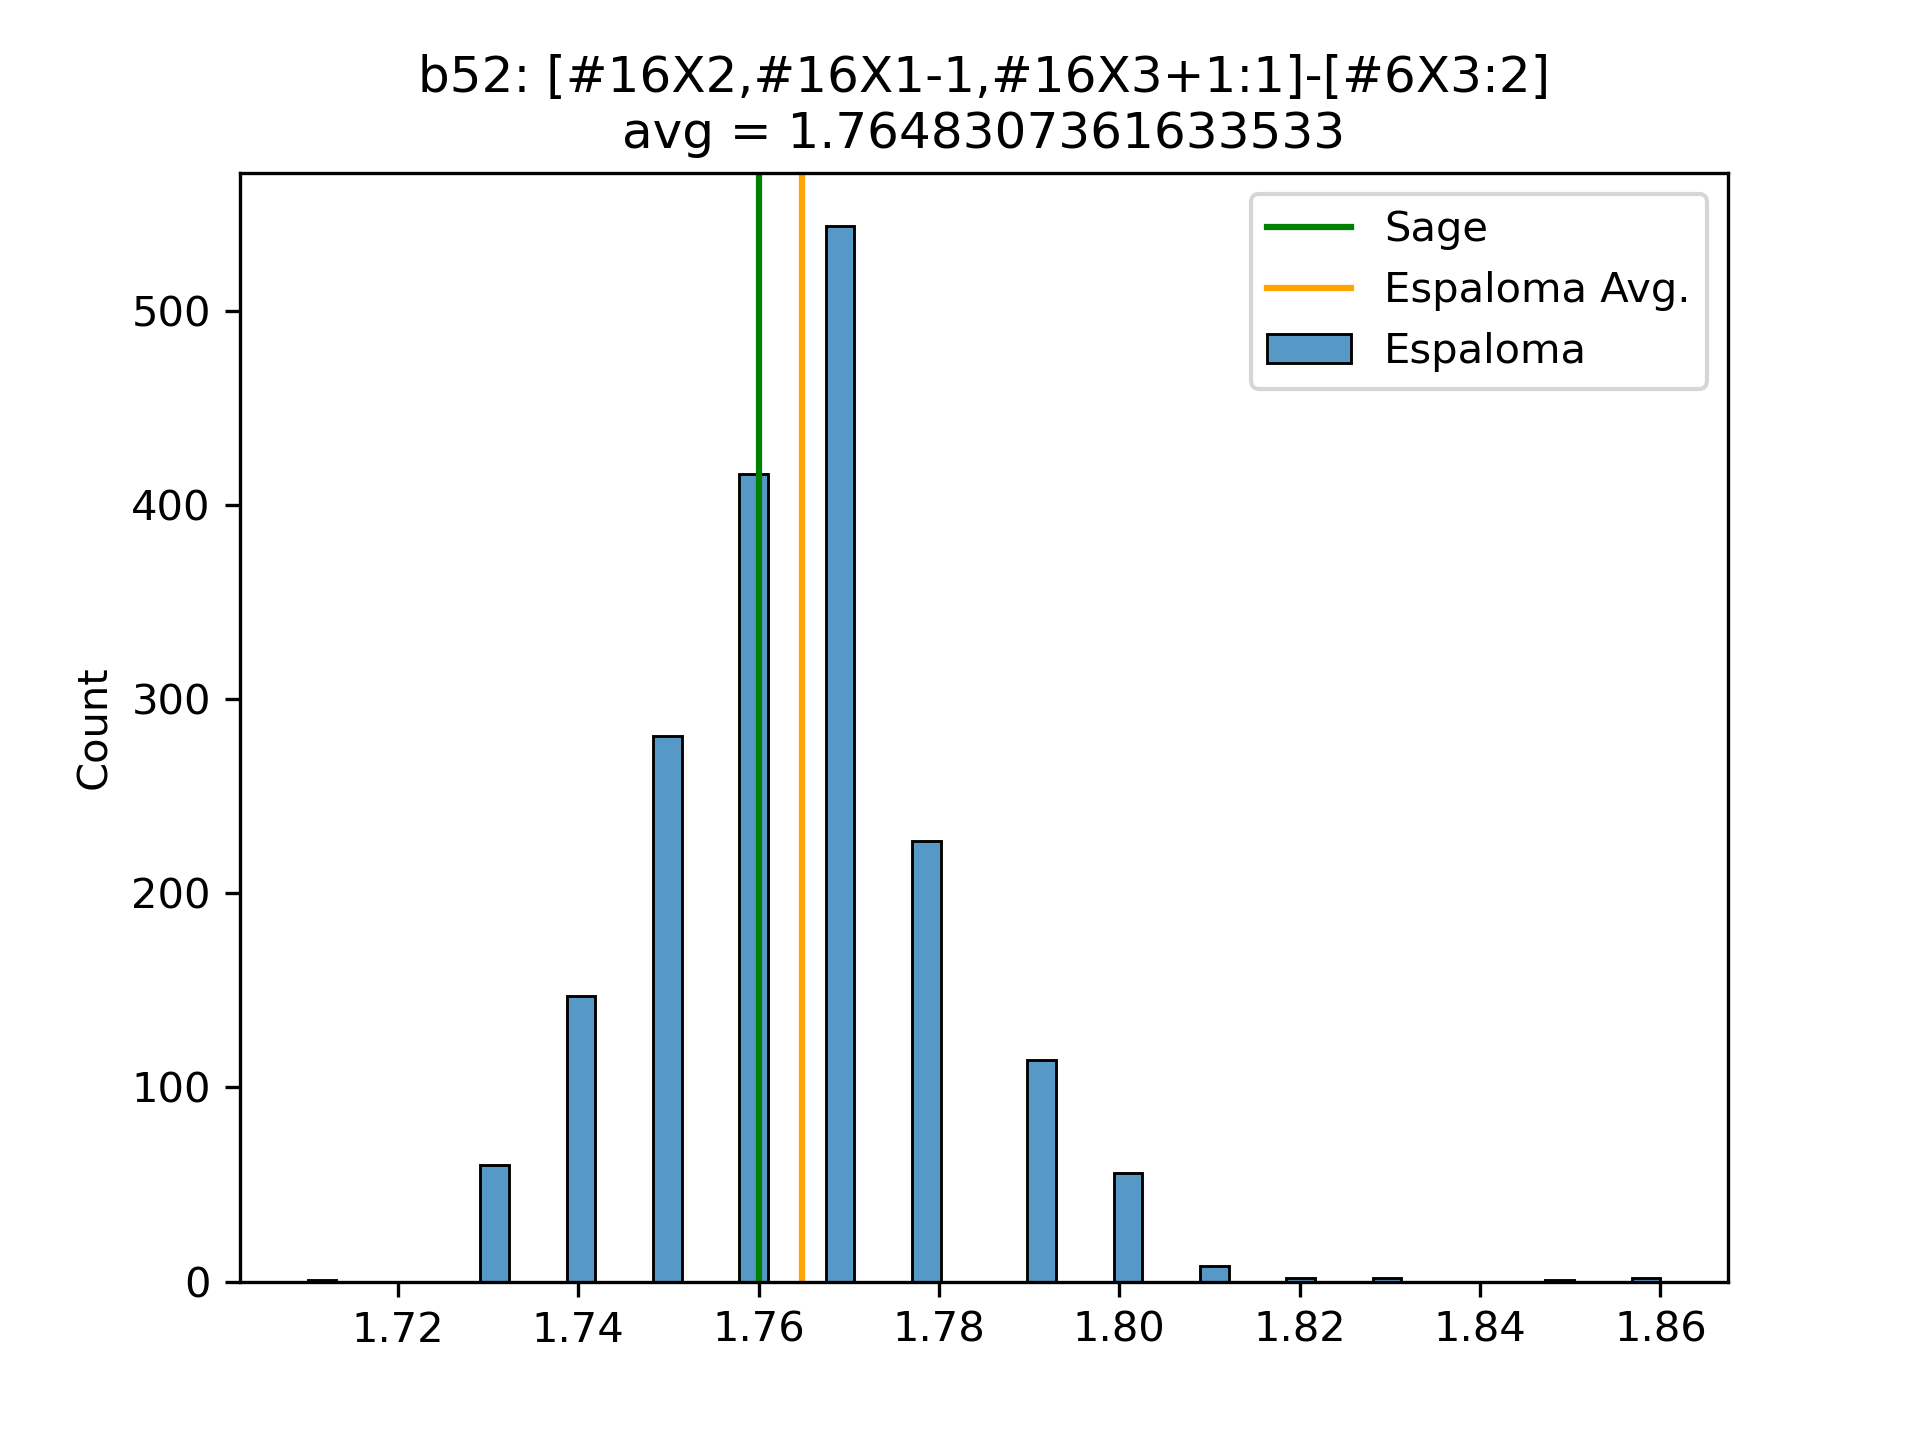 b52: [#16X2,#16X1-1,#16X3+1:1]-[#6X3:2]
avg = 1.7648307361633533
Sage
Espaloma Avg.
Espaloma
Count
500
400
300
200
100
0
1.72 1.74 1.76 1.78 1.80 1.82 1.84 1.86